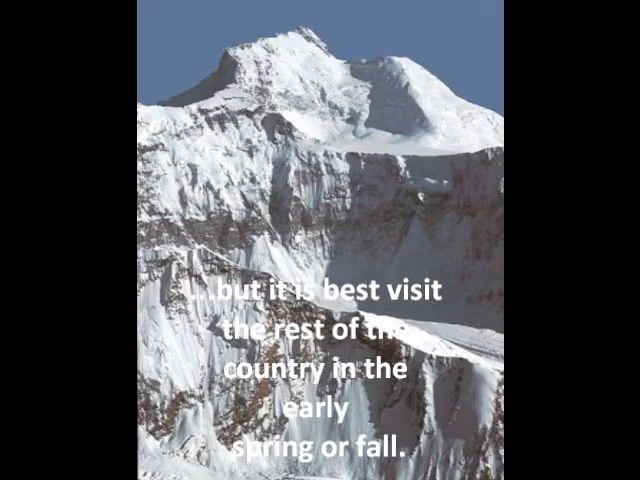 ...but it is best visit
the rest of the
country in the
early
spring or fall.